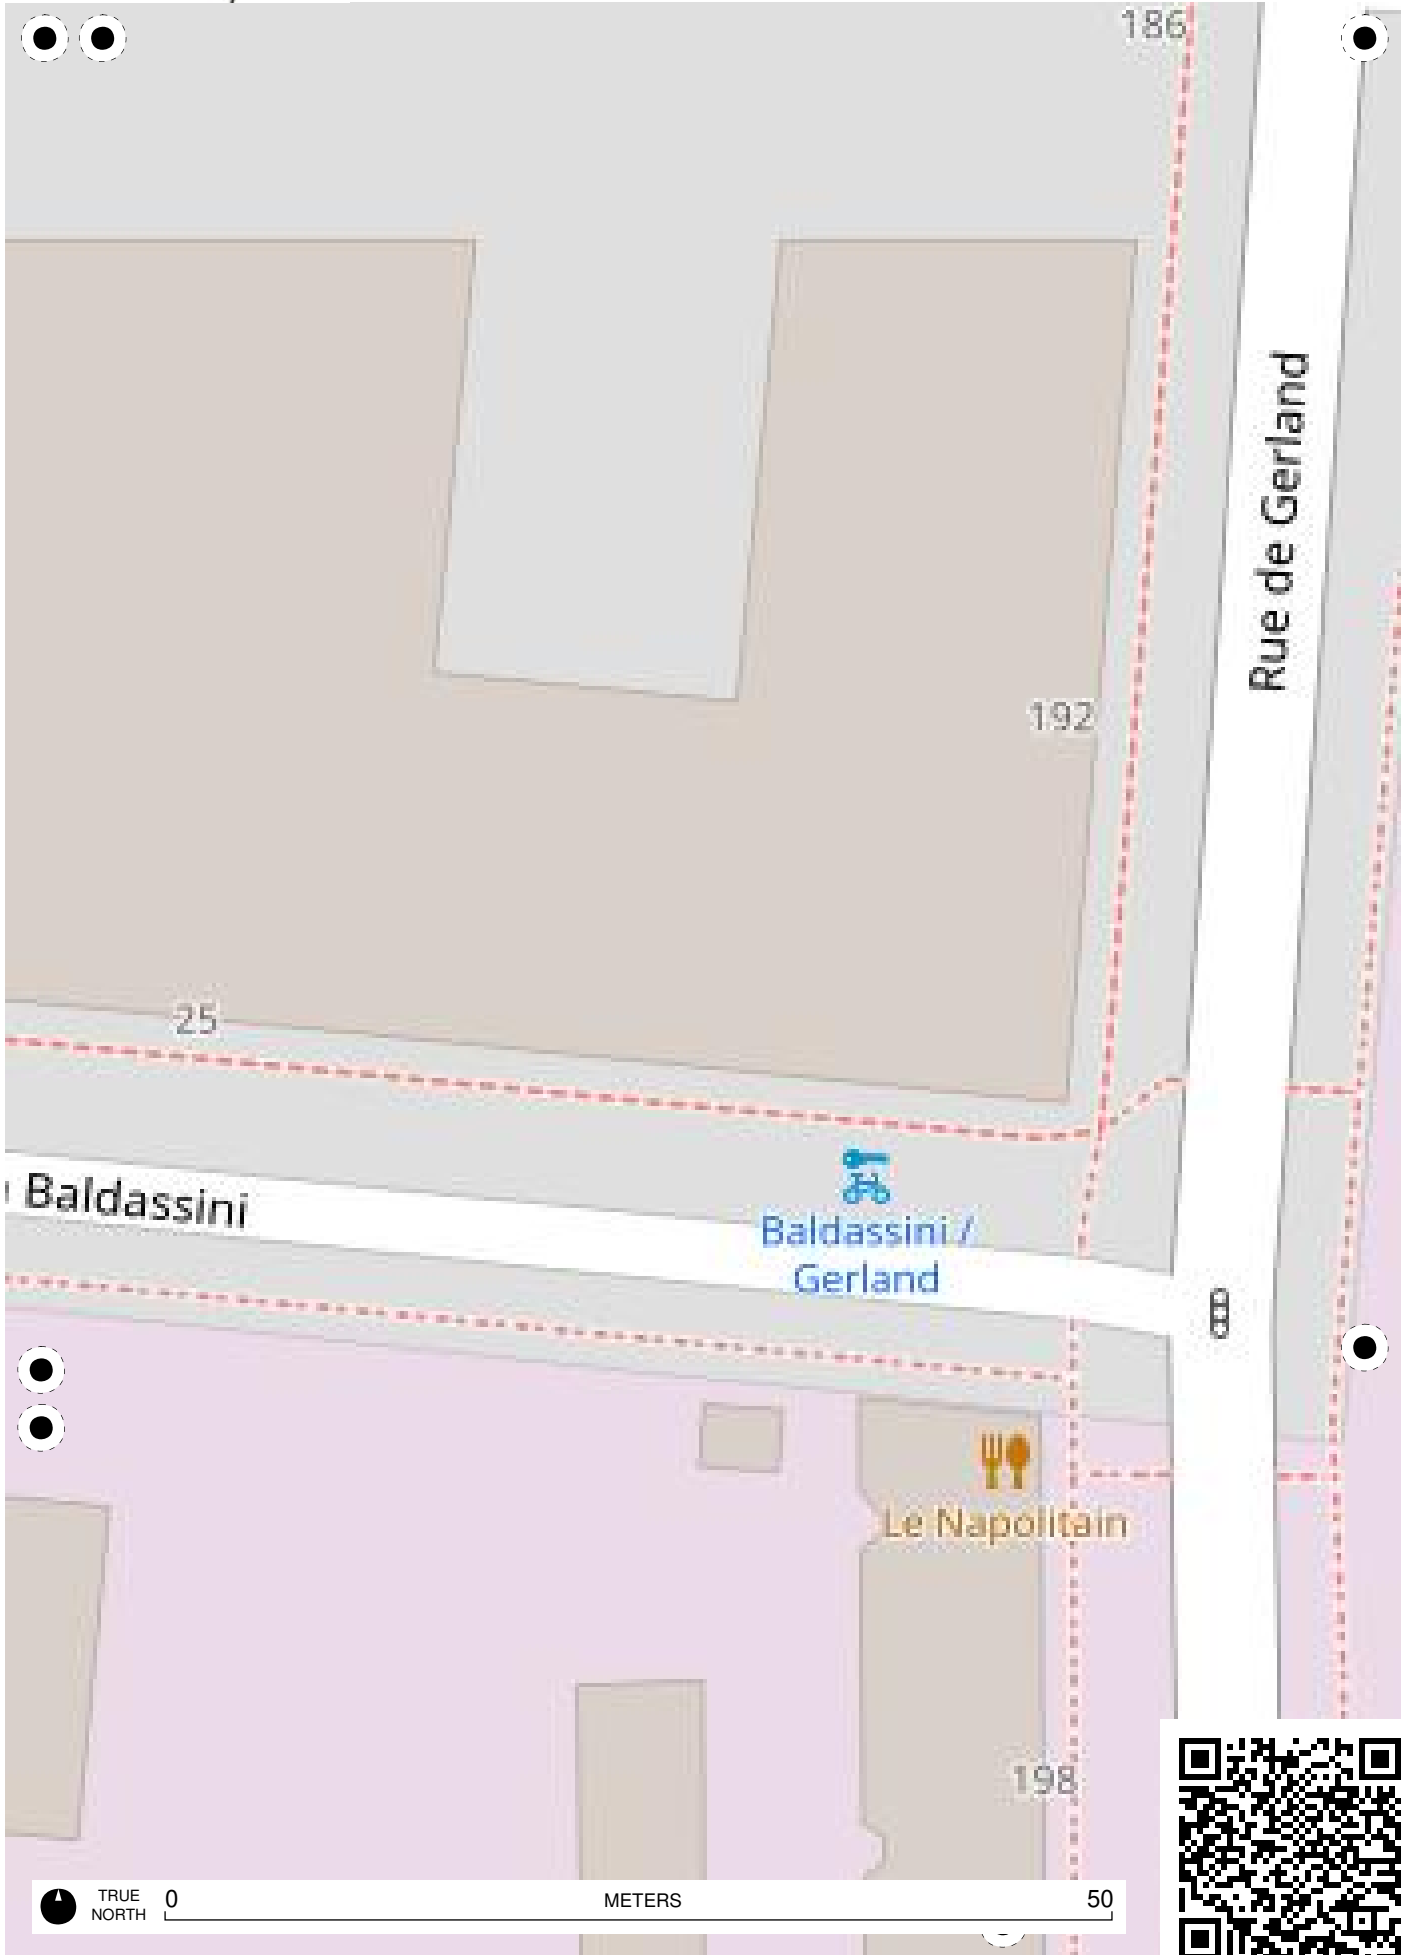 186
Rue de Gerland
192
25
Baldassini
Baldassini /
Gerland
Le Napolitain
198
TRUE
NORTH
0
METERS
50